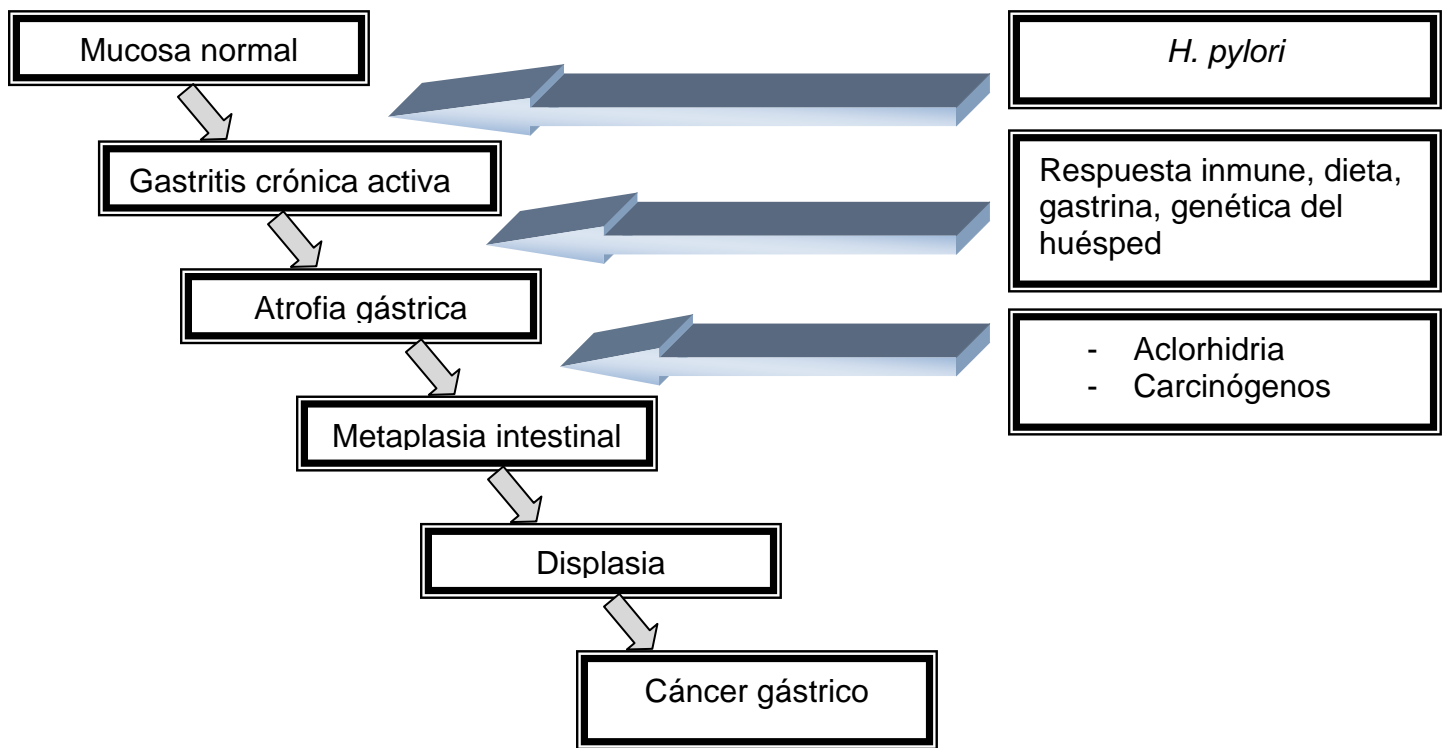 Mucosa normal
H. pylori
Gastritis crónica activa
Respuesta inmune, dieta,
gastrina, genética del
huésped
Atrofia gástrica
- Aclorhidria
- Carcinógenos
Metaplasia intestinal
Displasia
Cáncer gástrico